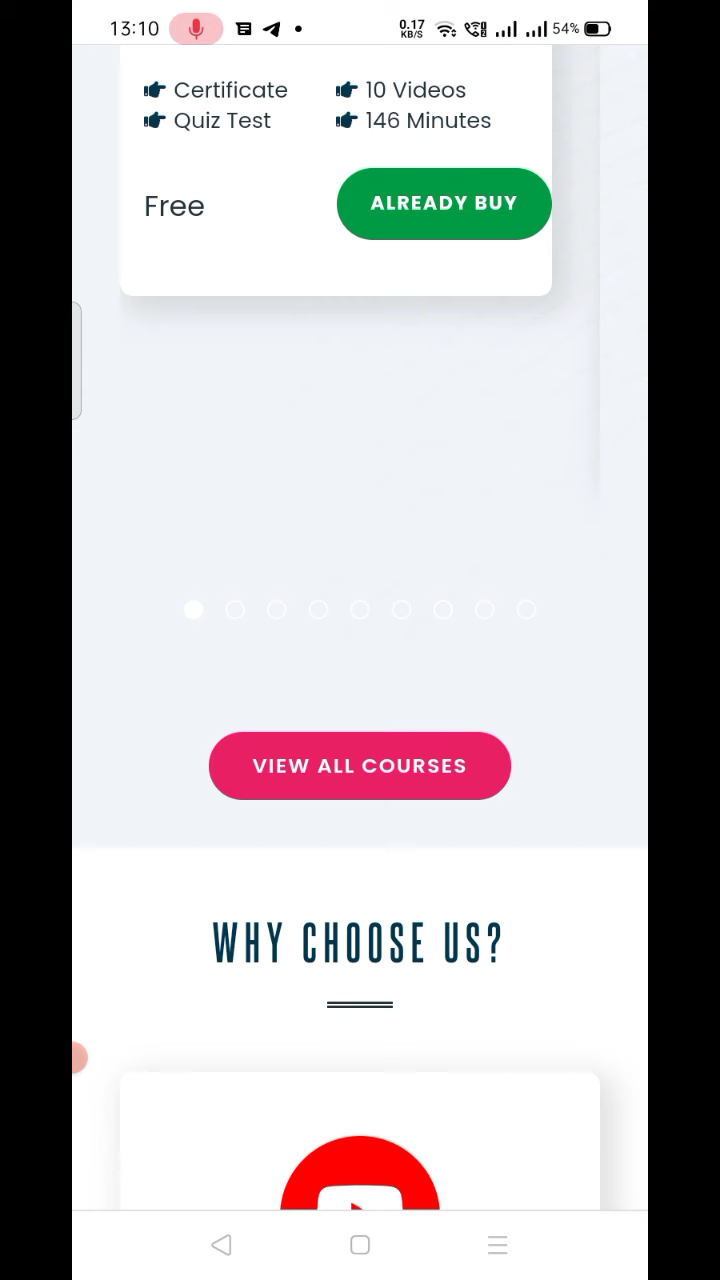 13:10 0.17 KB/S 54%
Certificate 10 Videos
Quiz Test 146 Minutes
Free ALREADY BUY
VIEW ALL COURSES
WHY CHOOSE US?